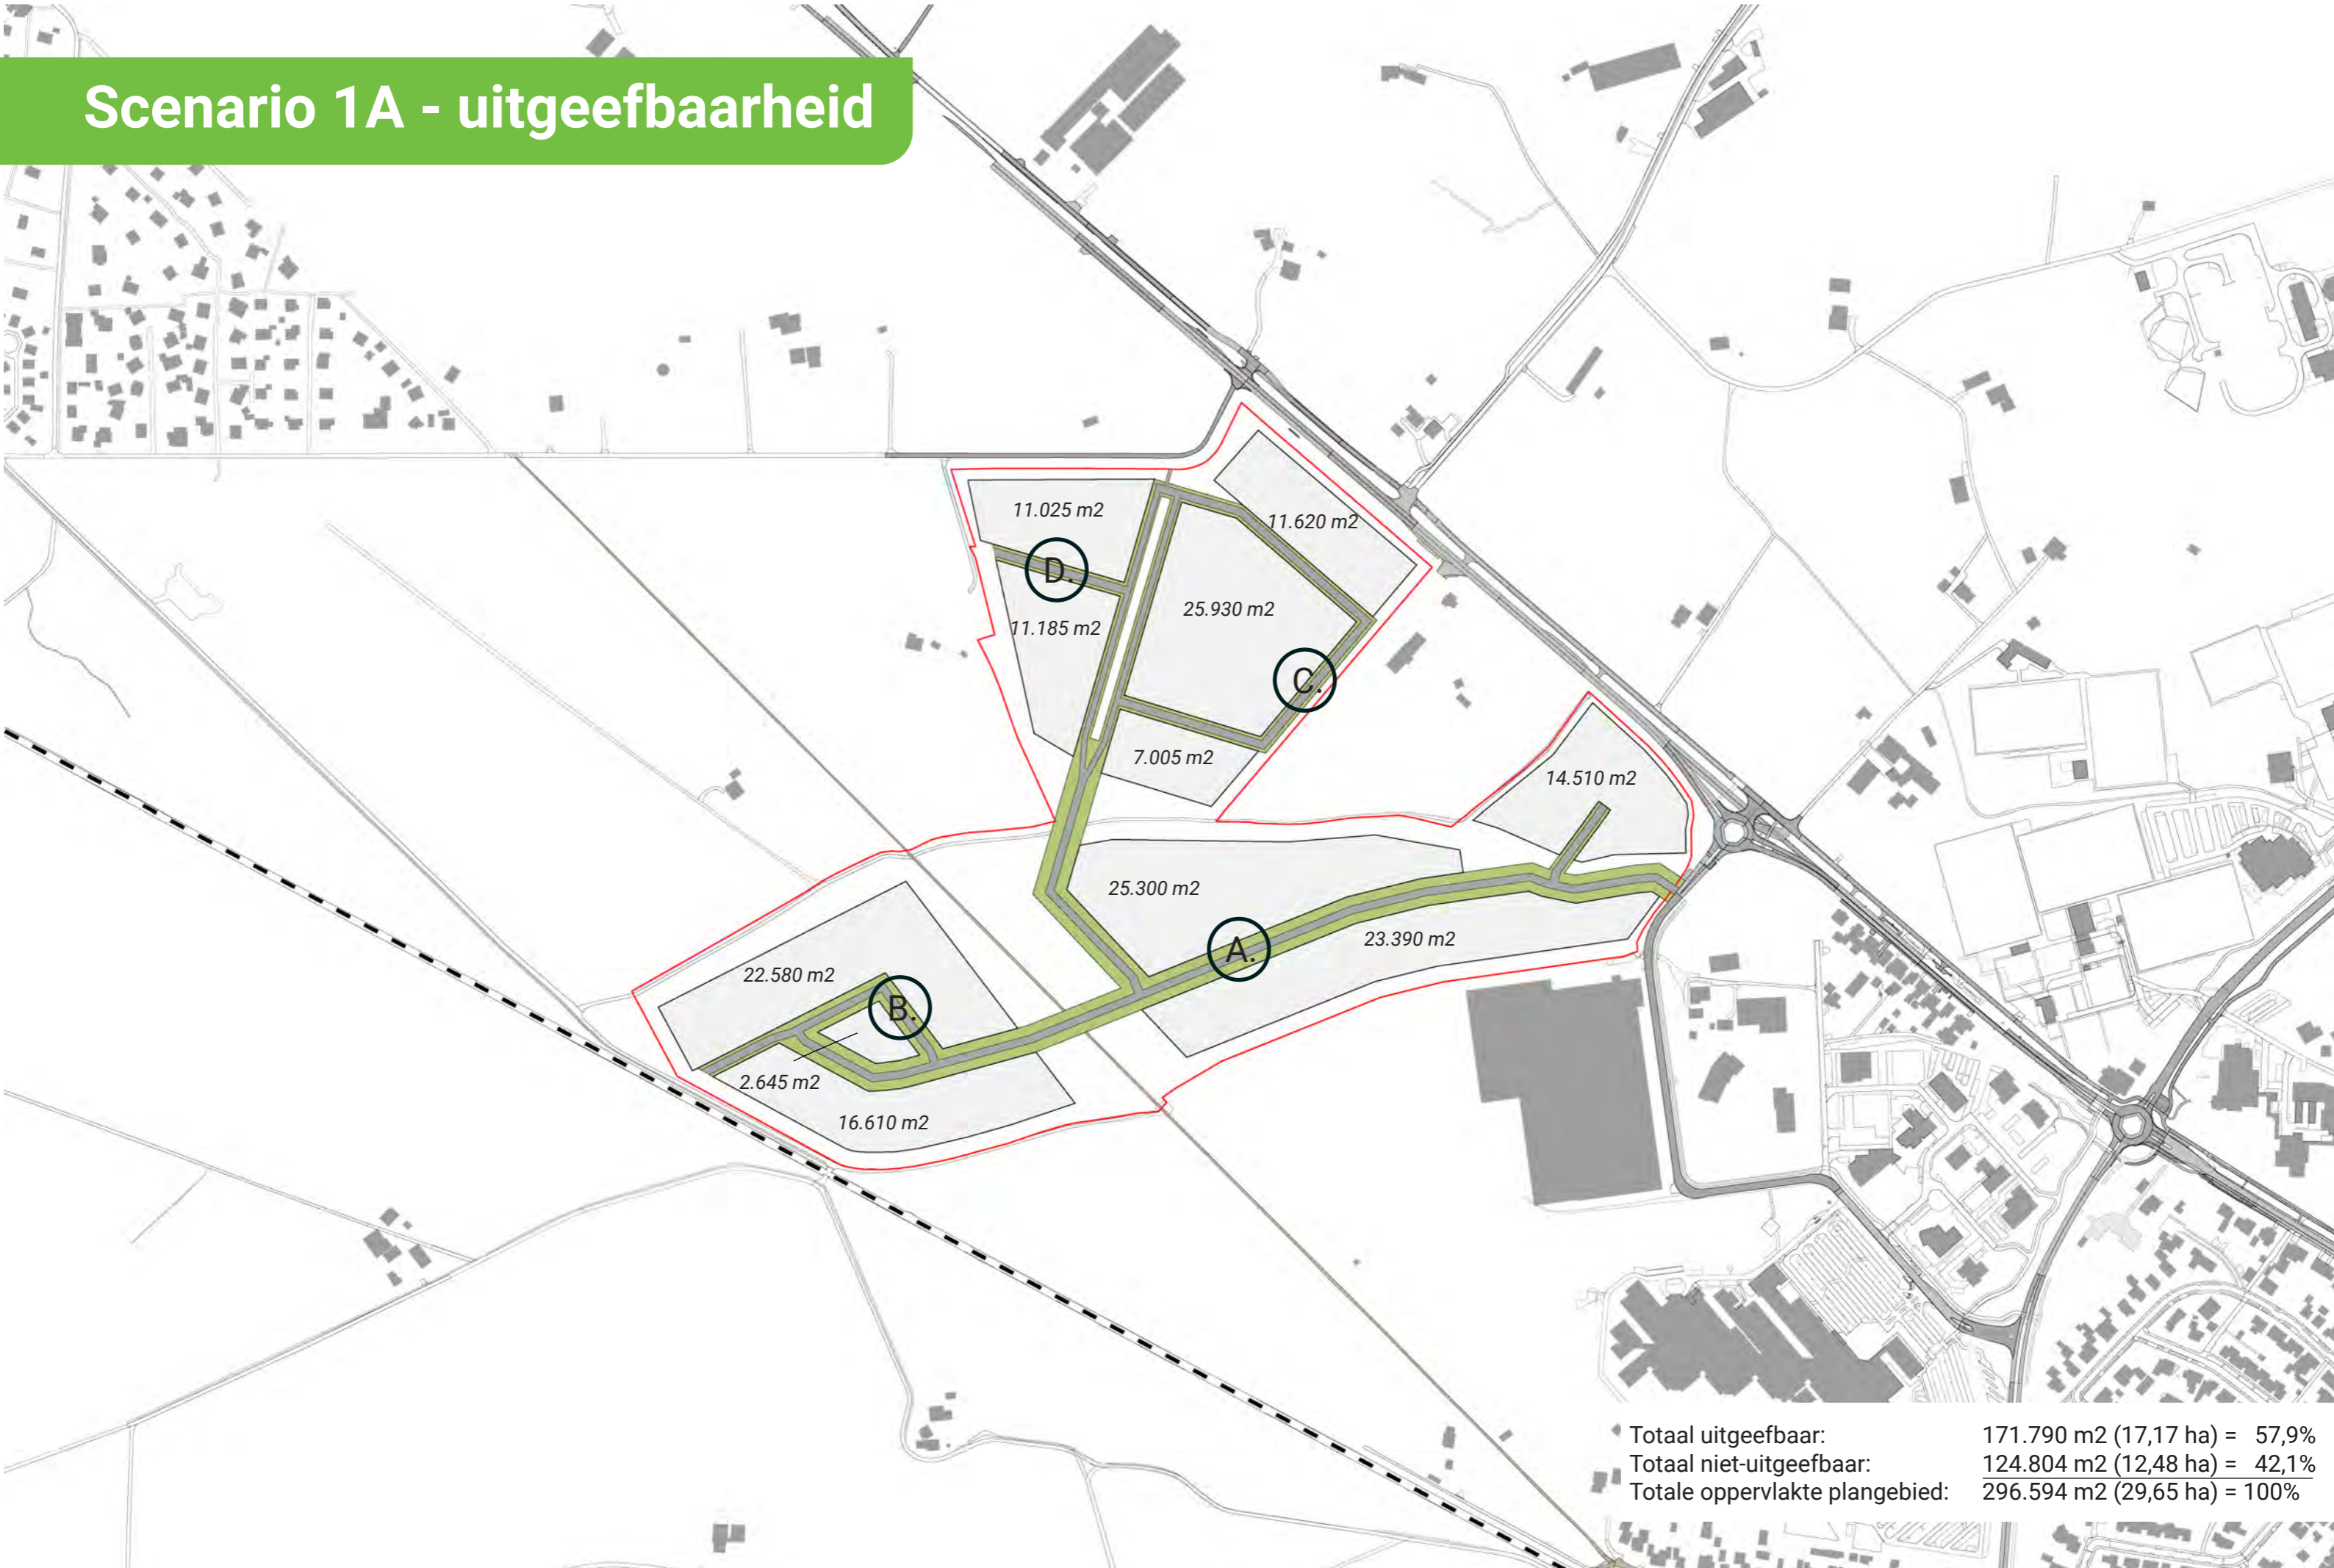 Scenario 1A - uitgeefbaarheid
11.025 m2
11.620 m2
D.
25.930 m2
11.185 m2
C.
7.005 m2
14.510 m2
25.300 m2
A.
23.390 m2
22.580 m2
B.
2.645 m2
16.610 m2
Totaal uitgeefbaar: 171.790 m2 (17,17 ha) = 57,9%
Totaal niet-uitgeefbaar: 124.804 m2 (12,48 ha) = 42,1%
Totale oppervlakte plangebied: 296.594 m2 (29,65 ha) = 100%